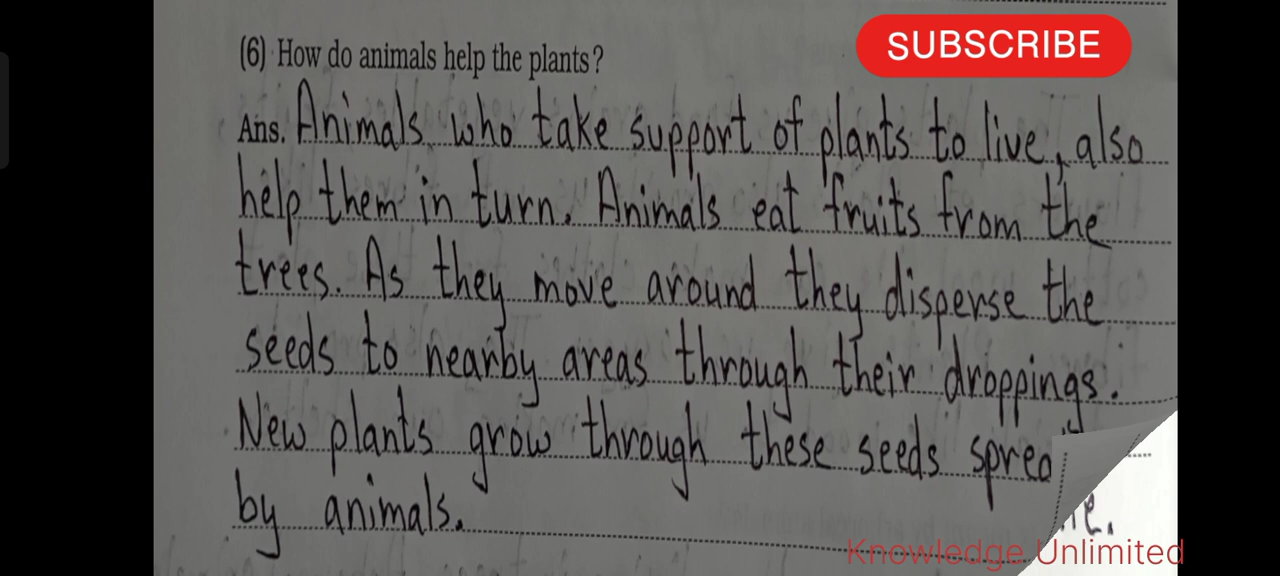 SUBSCRIBE
(6) How do animals help the plants?
Ans. Animals who take support of plants to live, also
help them in turn. Animals eat fruits from the
trees. As they move around they disperse the
seeds to nearby areas through their droppings.
New plants grow through these seeds
by animals.
Knowledge Unlimited